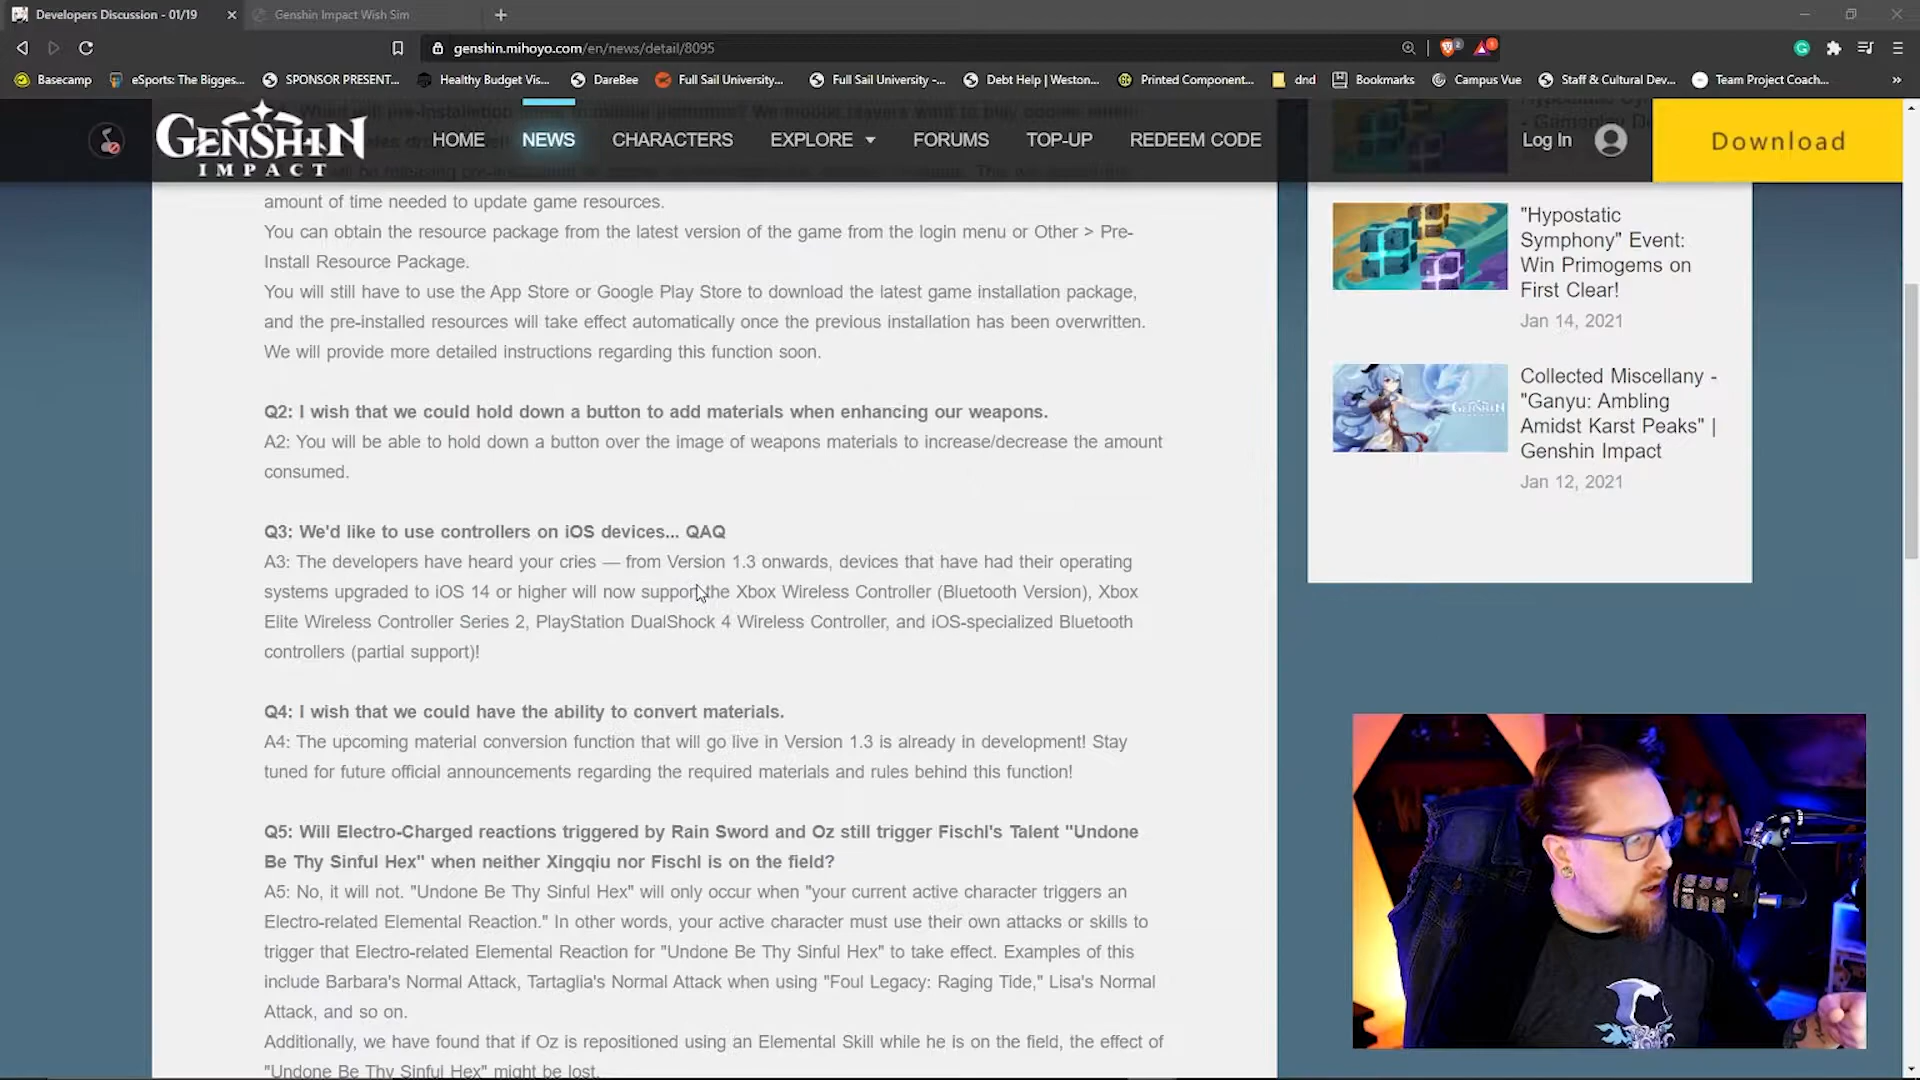 Developers Discussion - 01/19
Genshin Impact Wish Sim
genshin.mihoyo.com/en/news/detail/8095
2
1
Basecamp
eSports: The Bigges...
SPONSOR PRESENT...
Healthy Budget Vis...
DareBee
Full Sail University...
Full Sail University -...
Debt Help | Weston...
Printed Component...
dnd
Bookmarks
Campus Vue
Staff & Cultural Dev...
Team Project Coach...
GENSHIN
IMPACT
HOME
NEWS
CHARACTERS
EXPLORE
FORUMS
TOP-UP
REDEEM CODE
Log In
Download
amount of time needed to update game resources.
You can obtain the resource package from the latest version of the game from the login menu or Other > Pre-
Install Resource Package.
You will still have to use the App Store or Google Play Store to download the latest game installation package,
and the pre-installed resources will take effect automatically once the previous installation has been overwritten.
We will provide more detailed instructions regarding this function soon.
Q2: I wish that we could hold down a button to add materials when enhancing our weapons.
A2: You will be able to hold down a button over the image of weapons materials to increase/decrease the amount
consumed.
Q3: We'd like to use controllers on iOS devices... QAQ
A3: The developers have heard your cries — from Version 1.3 onwards, devices that have had their operating
systems upgraded to iOS 14 or higher will now support the Xbox Wireless Controller (Bluetooth Version), Xbox
Elite Wireless Controller Series 2, PlayStation DualShock 4 Wireless Controller, and iOS-specialized Bluetooth
controllers (partial support)!
Q4: I wish that we could have the ability to convert materials.
A4: The upcoming material conversion function that will go live in Version 1.3 is already in development! Stay
tuned for future official announcements regarding the required materials and rules behind this function!
Q5: Will Electro-Charged reactions triggered by Rain Sword and Oz still trigger Fischl's Talent "Undone
Be Thy Sinful Hex" when neither Xingqiu nor Fischl is on the field?
A5: No, it will not. "Undone Be Thy Sinful Hex" will only occur when "your current active character triggers an
Electro-related Elemental Reaction." In other words, your active character must use their own attacks or skills to
trigger that Electro-related Elemental Reaction for "Undone Be Thy Sinful Hex" to take effect. Examples of this
include Barbara's Normal Attack, Tartaglia's Normal Attack when using "Foul Legacy: Raging Tide," Lisa's Normal
Attack, and so on.
Additionally, we have found that if Oz is repositioned using an Elemental Skill while he is on the field, the effect of
"Undone Be Thy Sinful Hex" might be lost.
"Hypostatic
Symphony" Event:
Win Primogems on
First Clear!
Jan 14, 2021
GENSHIN
Collected Miscellany -
"Ganyu: Ambling
Amidst Karst Peaks" |
Genshin Impact
Jan 12, 2021